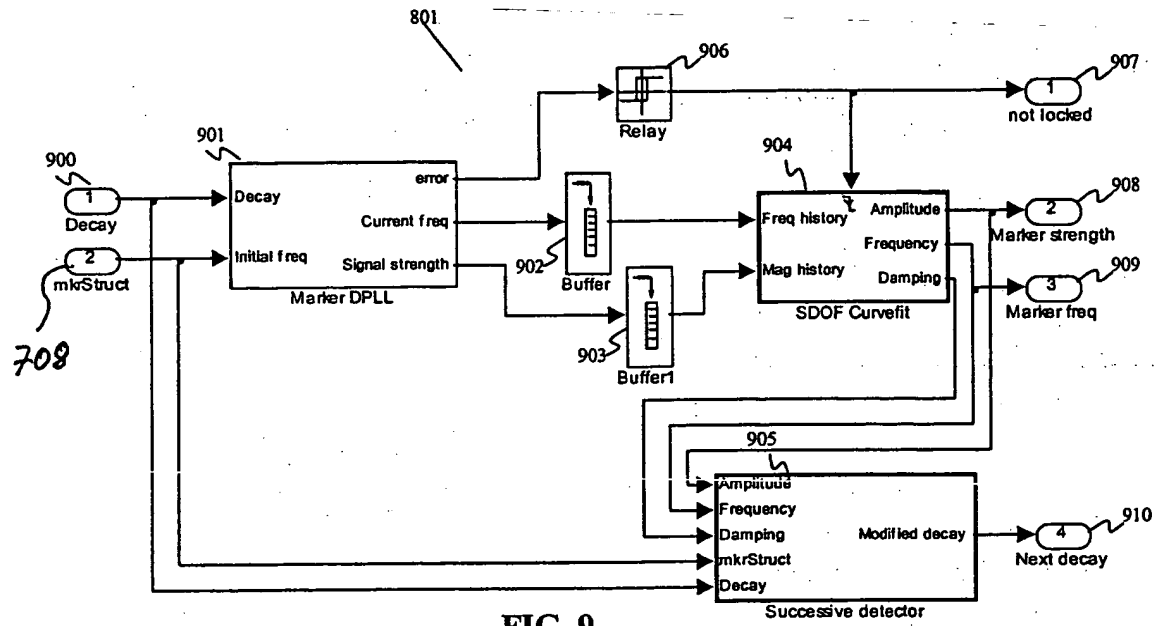 801
906
907
1
not locked
Relay
901
900
1
Decay
2
mkrStruct
708
Decay
Initial freq
error
Current freq
Signal strength
Marker DPLL
902
Buffer
903
Buffer1
904
Freq history
Mag history
Amplitude
Frequency
Damping
SDOF Curvefit
908
2
Marker strength
909
3
Marker freq
905
Amplitude
Frequency
Damping
mkrStruct
Decay
Modified decay
Successive detector
910
4
Next decay
FIG. 9